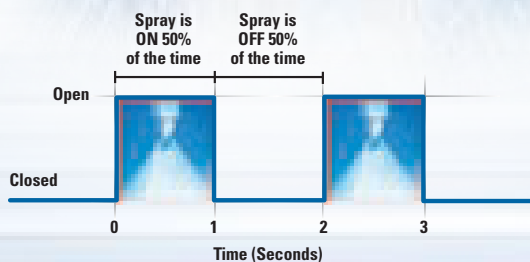 Spray is
ON 50%
of the time
Spray is
OFF 50%
of the time
Open
Closed
0 1 2 3
Time (Seconds)